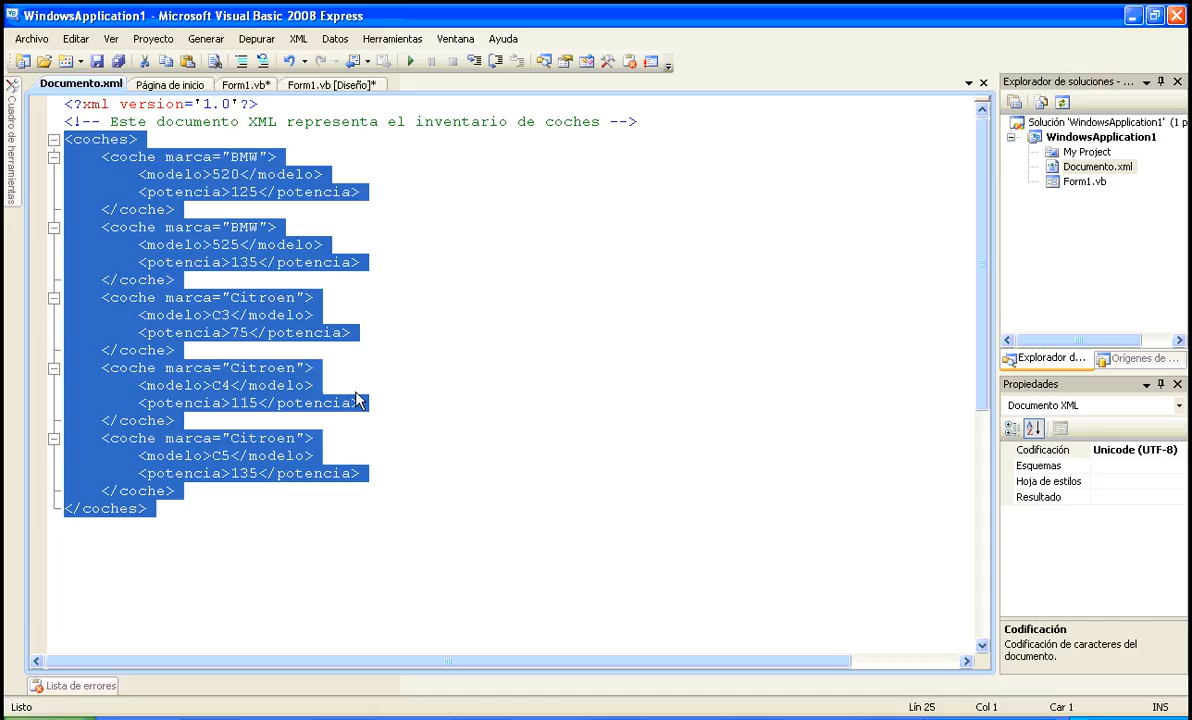 WindowsApplication1 - Microsoft Visual Basic 2008 Express
Archivo Editar Ver Proyecto Generar Depurar XML Datos Herramientas Ventana Ayuda
Documento.xml Página de inicio Form1.vb* Form1.vb [Diseño]*
Cuadro de herramientas
<?xml version='1.0'?>
<!-- Este documento XML representa el inventario de coches -->
<coches>
<coche marca="BMW">
<modelo>520</modelo>
<potencia>125</potencia>
</coche>
<coche marca="BMW">
<modelo>525</modelo>
<potencia>135</potencia>
</coche>
<coche marca="Citroen">
<modelo>C3</modelo>
<potencia>75</potencia>
</coche>
<coche marca="Citroen">
<modelo>C4</modelo>
<potencia>115</potencia>
</coche>
<coche marca="Citroen">
<modelo>C5</modelo>
<potencia>135</potencia>
</coche>
</coches>
Explorador de soluciones - ...
Solución 'WindowsApplication1' (1 p
WindowsApplication1
My Project
Documento.xml
Form1.vb
Explorador d... Orígenes de ...
Propiedades
Documento XML
Codificación Unicode (UTF-8)
Esquemas
Hoja de estilos
Resultado
Codificación
Codificación de caracteres del
documento.
Lista de errores
Listo Lín 25 Col 1 Car 1 INS